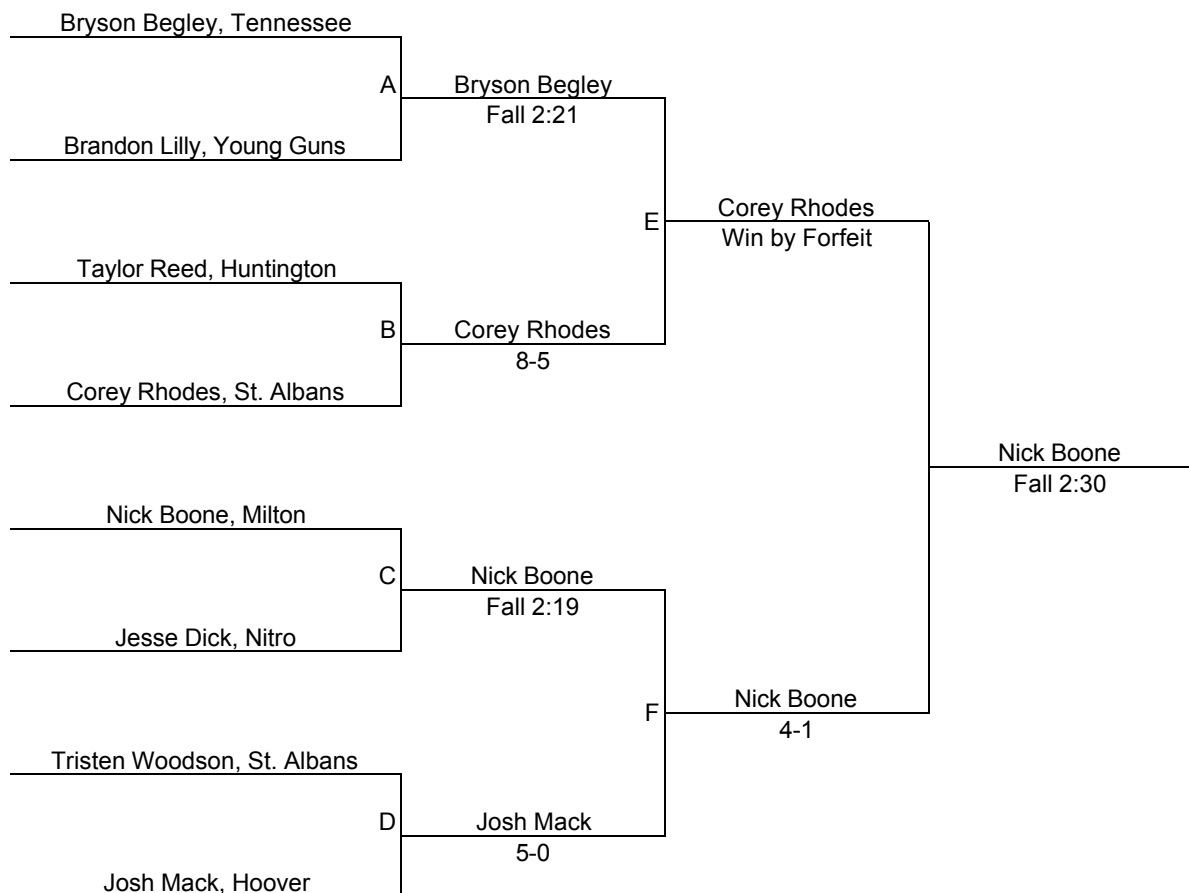 Bryson Begley, Tennessee
A
Bryson Begley
Fall 2:21
Brandon Lilly, Young Guns
E
Corey Rhodes
Win by Forfeit
Taylor Reed, Huntington
B
Corey Rhodes
8-5
Corey Rhodes, St. Albans
Nick Boone
Fall 2:30
Nick Boone, Milton
C
Nick Boone
Fall 2:19
Jesse Dick, Nitro
F
Nick Boone
4-1
Tristen Woodson, St. Albans
D
Josh Mack
5-0
Josh Mack, Hoover